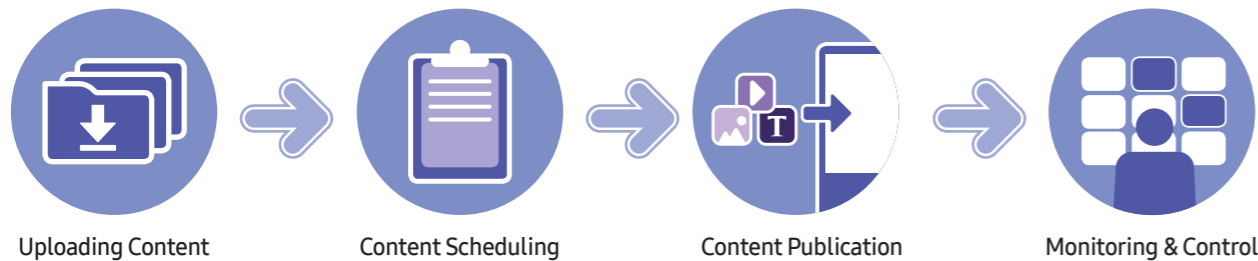 T
Uploading Content
Content Scheduling
Content Publication
Monitoring & Control